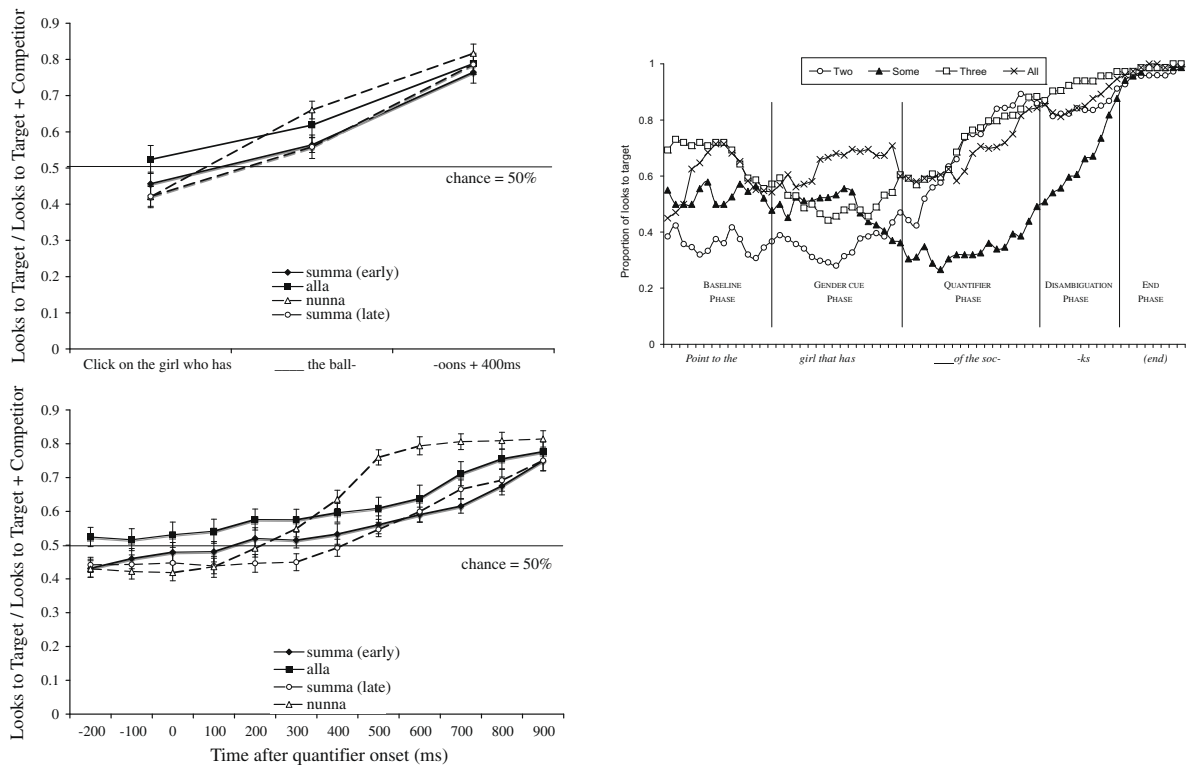 Looks to Target / Looks to Target + Competitor
0.9
0.8
0.7
0.6
0.5
0.4
0.3
0.2
0.1
0
chance = 50%
summa (early)
alla
nunna
summa (late)
Click on the girl who has ____ the ball- -oons + 400ms
Proportion of looks to target
1
0.8
0.6
0.4
0.2
0
Two Some Three All
BASELINE PHASE
GENDER CUE PHASE
QUANTIFIER PHASE
DISAMBIGUATION PHASE
END PHASE
Point to the girl that has ___of the soc- -ks (end)
Looks to Target / Looks to Target + Competitor
0.9
0.8
0.7
0.6
0.5
0.4
0.3
0.2
0.1
0
chance = 50%
summa (early)
alla
summa (late)
nunna
-200 -100 0 100 200 300 400 500 600 700 800 900
Time after quantifier onset (ms)